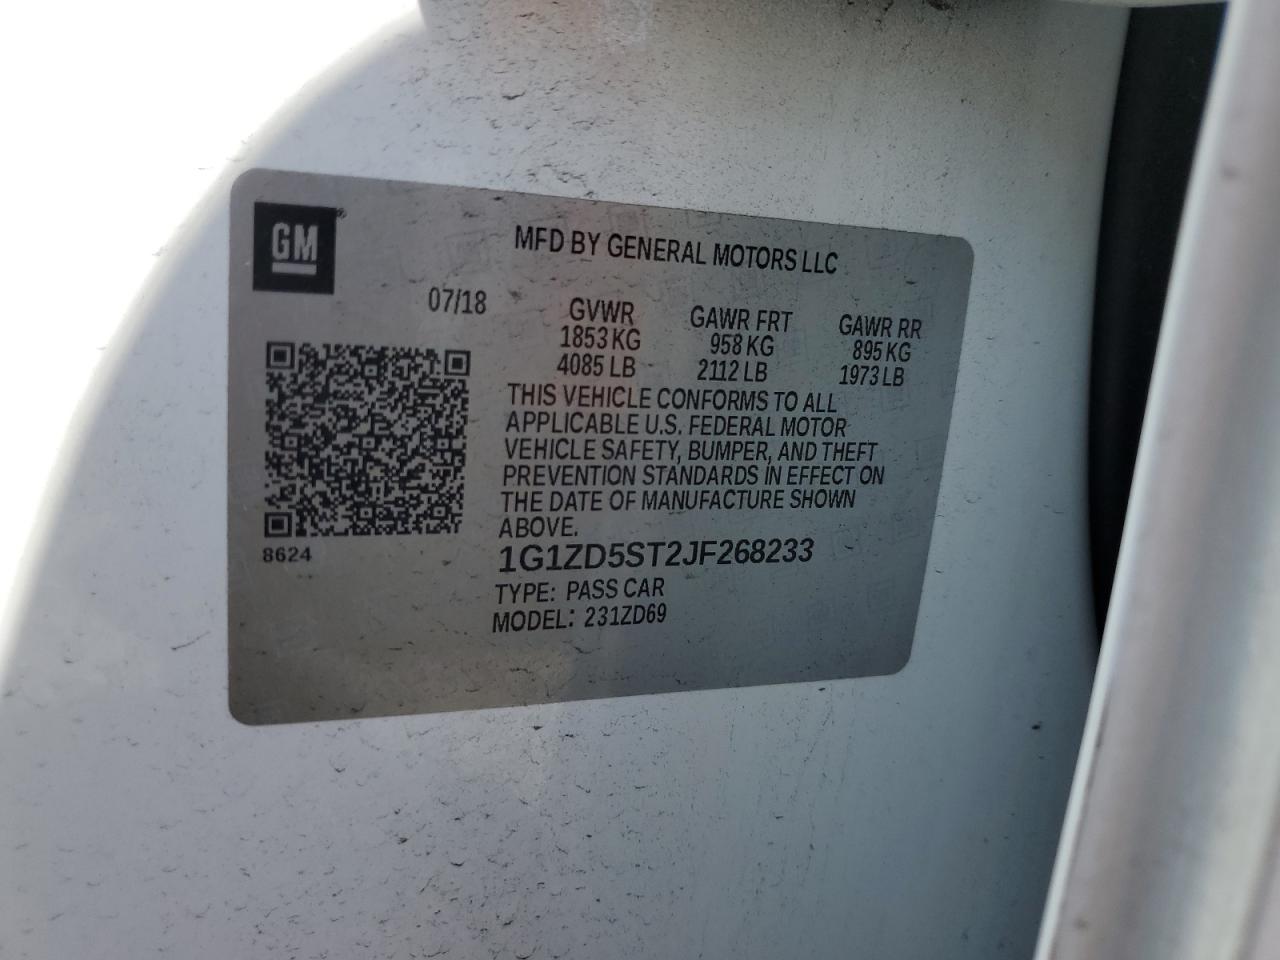 GM®
MFD BY GENERAL MOTORS LLC
07/18
GVWR GAWR FRT GAWR RR
1853 KG 958 KG 895 KG
4085 LB 2112 LB 1973 LB
THIS VEHICLE CONFORMS TO ALL
APPLICABLE U.S. FEDERAL MOTOR
VEHICLE SAFETY, BUMPER, AND THEFT
PREVENTION STANDARDS IN EFFECT ON
THE DATE OF MANUFACTURE SHOWN
ABOVE.
8624
1G1ZD5ST2JF268233
TYPE: PASS CAR
MODEL: 231ZD69